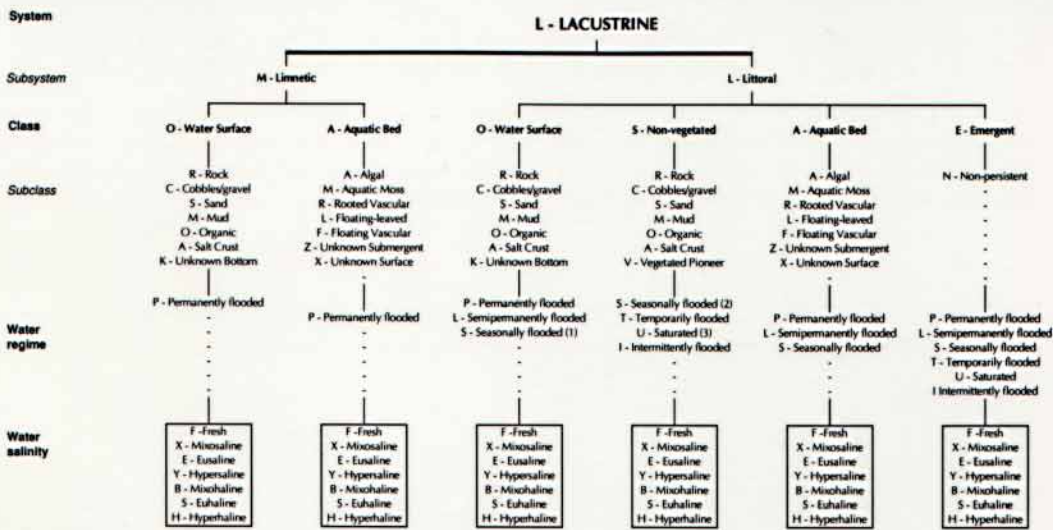 System
L - LACUSTRINE
Subsystem
M - Limnetic
L - Littoral
Class
O - Water Surface
A - Aquatic Bed
O - Water Surface
S - Non-vegetated
A - Aquatic Bed
E - Emergent
Subclass
R - Rock
C - Cobbles/gravel
S - Sand
M - Mud
O - Organic
A - Salt Crust
K - Unknown Bottom
A - Algal
M - Aquatic Moss
R - Rooted Vascular
L - Floating-leaved
F - Floating Vascular
Z - Unknown Submergent
X - Unknown Surface
R - Rock
C - Cobbles/gravel
S - Sand
M - Mud
O - Organic
A - Salt Crust
K - Unknown Bottom
R - Rock
C - Cobbles/gravel
S - Sand
M - Mud
O - Organic
A - Salt Crust
V - Vegetated Pioneer
A - Algal
M - Aquatic Moss
R - Rooted Vascular
L - Floating-leaved
F - Floating Vascular
Z - Unknown Submergent
X - Unknown Surface
N - Non-persistent
Water
regime
P - Permanently flooded
P - Permanently flooded
P - Permanently flooded
L - Semipermanently flooded
S - Seasonally flooded (1)
S - Seasonally flooded (2)
T - Temporarily flooded
U - Saturated (3)
I - Intermittently flooded
P - Permanently flooded
L - Semipermanently flooded
S - Seasonally flooded
P - Permanently flooded
L - Semipermanently flooded
S - Seasonally flooded
T - Temporarily flooded
U - Saturated
I Intermittently flooded
Water
salinity
F -Fresh
X - Mixosaline
E - Eusaline
Y - Hypersaline
B - Mixohaline
S - Euhaline
H - Hyperhaline
F -Fresh
X - Mixosaline
E - Eusaline
Y - Hypersaline
B - Mixohaline
S - Euhaline
H - Hyperhaline
F -Fresh
X - Mixosaline
E - Eusaline
Y - Hypersaline
B - Mixohaline
S - Euhaline
H - Hyperhaline
F -Fresh
X - Mixosaline
E - Eusaline
Y - Hypersaline
B - Mixohaline
S - Euhaline
H - Hyperhaline
F -Fresh
X - Mixosaline
E - Eusaline
Y - Hypersaline
B - Mixohaline
S - Euhaline
H - Hyperhaline
F -Fresh
X - Mixosaline
E - Eusaline
Y - Hypersaline
B - Mixohaline
S - Euhaline
H - Hyperhaline